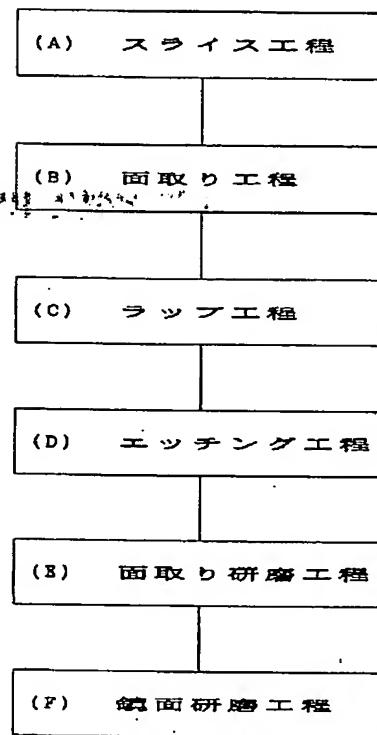 (A) スライス工程
(B) 面取り工程
(C) ラップ工程
(D) エッチング工程
(E) 面取り研磨工程
(F) 鏡面研磨工程